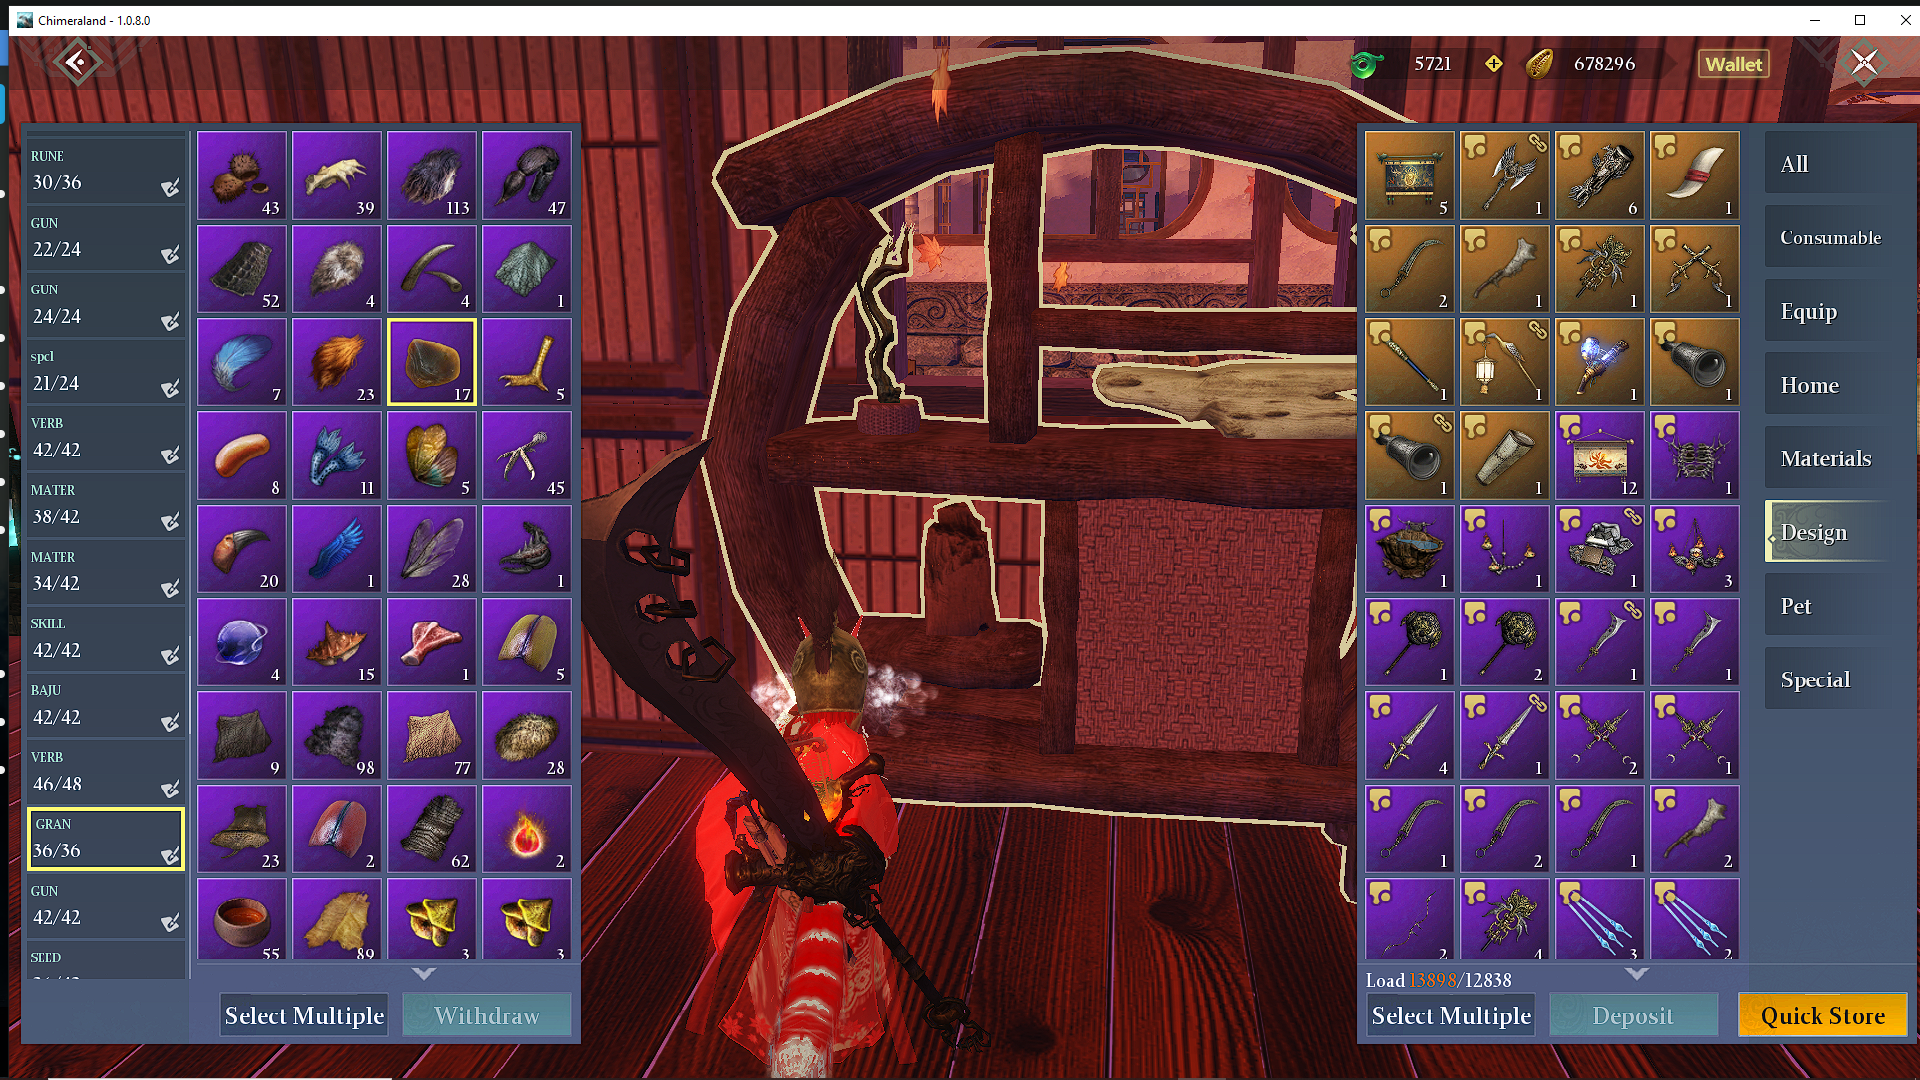 Chimeraland - 1.0.8.0
5721
678296
Wallet
RUNE
30/36
GUN
22/24
GUN
24/24
spcl
21/24
VERB
42/42
MATER
38/42
MATER
34/42
SKILL
42/42
BAJU
42/42
VERB
46/48
GRAN
36/36
GUN
42/42
SEED
43 39 113 47
52 4 4 1
7 23 17 5
8 11 5 45
20 1 28 1
4 15 1 5
9 98 77 28
23 2 62 2
55 89 3 3
Select Multiple
Withdraw
5 1 6 1
2 1 1 1
1 1 1 1
1 1 12 1
1 1 1 3
1 2 1 1
4 1 2 1
1 2 1 2
2 4 3 2
Load 13898/12838
Select Multiple
Deposit
Quick Store
All
Consumable
Equip
Home
Materials
Design
Pet
Special